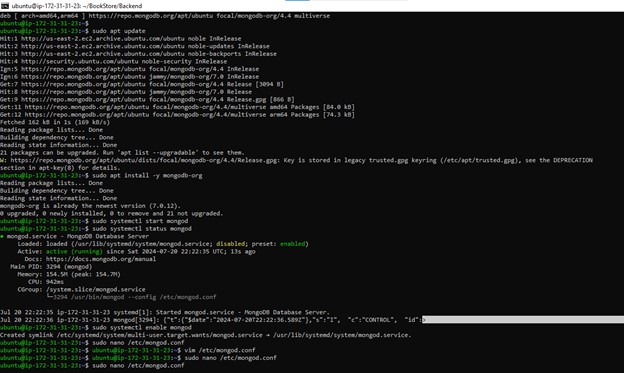 ubuntu@ip-172-31-31-23: ~/BookStore/Backend
deb [ arch=amd64,arm64 ] https://repo.mongodb.org/apt/ubuntu focal/mongodb-org/4.4 multiverse
ubuntu@ip-172-31-31-23:~$
ubuntu@ip-172-31-31-23:~$ sudo apt update
Hit:1 http://us-east-2.ec2.archive.ubuntu.com/ubuntu noble InRelease
Hit:2 http://us-east-2.ec2.archive.ubuntu.com/ubuntu noble-updates InRelease
Hit:3 http://us-east-2.ec2.archive.ubuntu.com/ubuntu noble-backports InRelease
Hit:4 http://security.ubuntu.com/ubuntu noble-security InRelease
Ign:5 https://repo.mongodb.org/apt/ubuntu focal/mongodb-org/4.4 InRelease
Ign:6 https://repo.mongodb.org/apt/ubuntu jammy/mongodb-org/7.0 InRelease
Get:7 https://repo.mongodb.org/apt/ubuntu focal/mongodb-org/4.4 Release [3094 B]
Hit:8 https://repo.mongodb.org/apt/ubuntu jammy/mongodb-org/7.0 Release
Get:9 https://repo.mongodb.org/apt/ubuntu focal/mongodb-org/4.4 Release.gpg [866 B]
Get:11 https://repo.mongodb.org/apt/ubuntu focal/mongodb-org/4.4/multiverse amd64 Packages [84.0 kB]
Get:12 https://repo.mongodb.org/apt/ubuntu focal/mongodb-org/4.4/multiverse arm64 Packages [74.3 kB]
Fetched 162 kB in 1s (169 kB/s)
Reading package lists... Done
Building dependency tree... Done
Reading state information... Done
21 packages can be upgraded. Run 'apt list --upgradable' to see them.
W: https://repo.mongodb.org/apt/ubuntu/dists/focal/mongodb-org/4.4/Release.gpg: Key is stored in legacy trusted.gpg keyring (/etc/apt/trusted.gpg), see the DEPRECATION
section in apt-key(8) for details.
ubuntu@ip-172-31-31-23:~$ sudo apt install -y mongodb-org
Reading package lists... Done
Building dependency tree... Done
Reading state information... Done
mongodb-org is already the newest version (7.0.12).
0 upgraded, 0 newly installed, 0 to remove and 21 not upgraded.
ubuntu@ip-172-31-31-23:~$ sudo systemctl start mongod
ubuntu@ip-172-31-31-23:~$ sudo systemctl status mongod
● mongod.service - MongoDB Database Server
Loaded: loaded (/usr/lib/systemd/system/mongod.service; disabled; preset: enabled)
Active: active (running) since Sat 2024-07-20 22:22:35 UTC; 13s ago
Docs: https://docs.mongodb.org/manual
Main PID: 3294 (mongod)
Memory: 154.5M (peak: 154.7M)
CPU: 942ms
CGroup: /system.slice/mongod.service
└─3294 /usr/bin/mongod --config /etc/mongod.conf
Jul 20 22:22:35 ip-172-31-31-23 systemd[1]: Started mongod.service - MongoDB Database Server.
Jul 20 22:22:36 ip-172-31-31-23 mongod[3294]: {"t":{"$date":"2024-07-20T22:22:36.589Z"},"s":"I", "c":"CONTROL", "id":>
ubuntu@ip-172-31-31-23:~$ sudo systemctl enable mongod
Created symlink /etc/systemd/system/multi-user.target.wants/mongod.service → /usr/lib/systemd/system/mongod.service.
ubuntu@ip-172-31-31-23:~$ sudo nano /etc/mongod.conf
ubuntu@ip-172-31-31-23:~$ ubuntu@ip-172-31-31-23:~$ vim /etc/mongod.conf
ubuntu@ip-172-31-31-23:~$ ubuntu@ip-172-31-31-23:~$ sudo nano /etc/mongod.conf
ubuntu@ip-172-31-31-23:~$ sudo nano /etc/mongod.conf